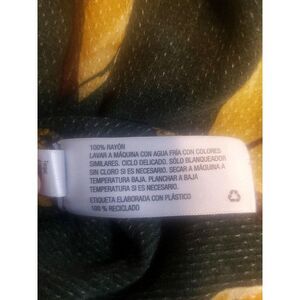 100% RAYÓN
LAVAR A MÁQUINA CON AGUA FRÍA CON COLORES
SIMILARES. CICLO DELICADO. SÓLO BLANQUEADOR
SIN CLORO SI ES NECESARIO. SECAR A MÁQUINA A
TEMPERATURA BAJA. PLANCHAR A BAJA
TEMPERATURA SI ES NECESARIO.
ETIQUETA ELABORADA CON PLÁSTICO
100 % RECICLADO